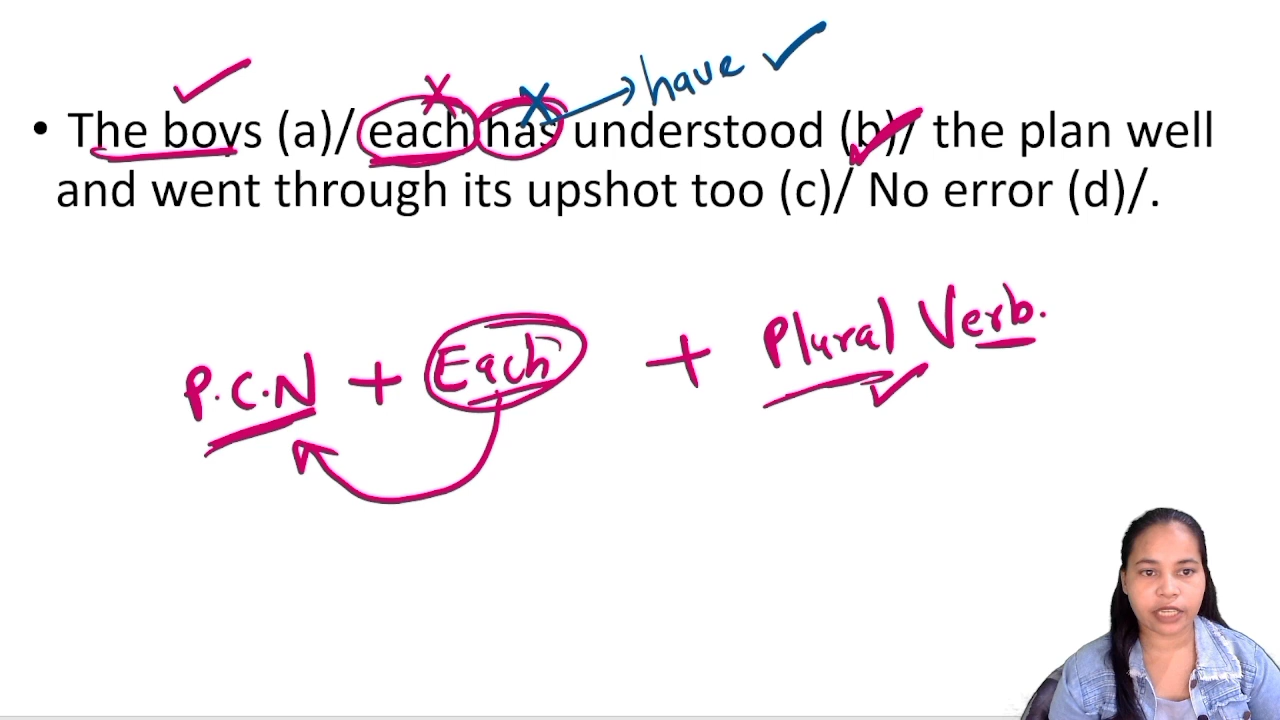 have
• The boys (a)/ each has understood (b)/ the plan well
and went through its upshot too (c)/ No error (d)/.
P.C.N + Each + Plural Verb.